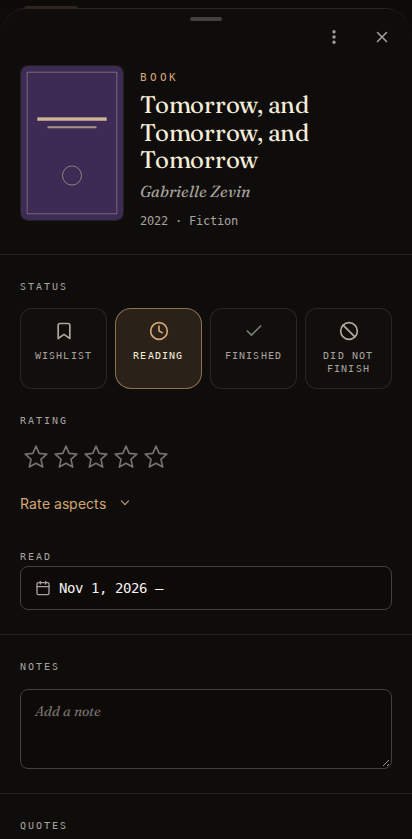 BOOK
Tomorrow, and
Tomorrow, and
Tomorrow
Gabrielle Zevin
2022 · Fiction
STATUS
WISHLIST
READING
FINISHED
DID NOT
FINISH
RATING
Rate aspects
READ
Nov 1, 2026 —
NOTES
Add a note
QUOTES